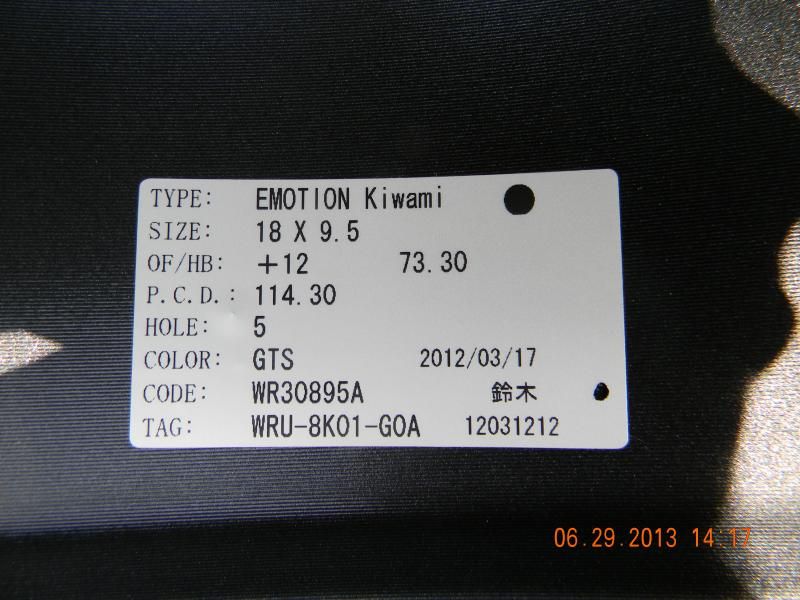 TYPE: EMOTION Kiwami
SIZE: 18 X 9.5
OF/HB: +12 73.30
P.C.D.: 114.30
HOLE: 5
COLOR: GTS 2012/03/17
CODE: WR30895A 鈴木
TAG: WRU-8K01-G0A 12031212
06.29.2013 14:17